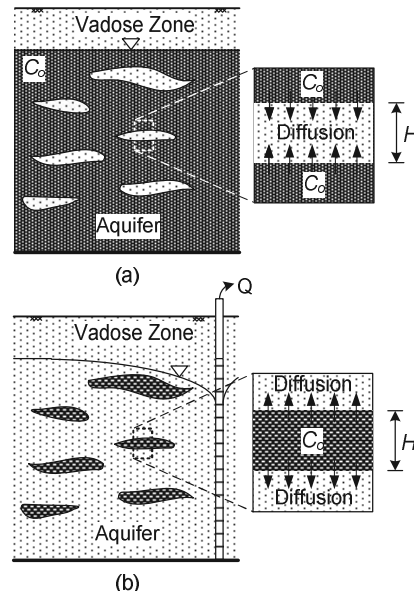 Vadose Zone
Cₒ
Cₒ
Diffusion
H
Cₒ
Aquifer
(a)
Q
Vadose Zone
Diffusion
Cₒ
H
Diffusion
Aquifer
(b)